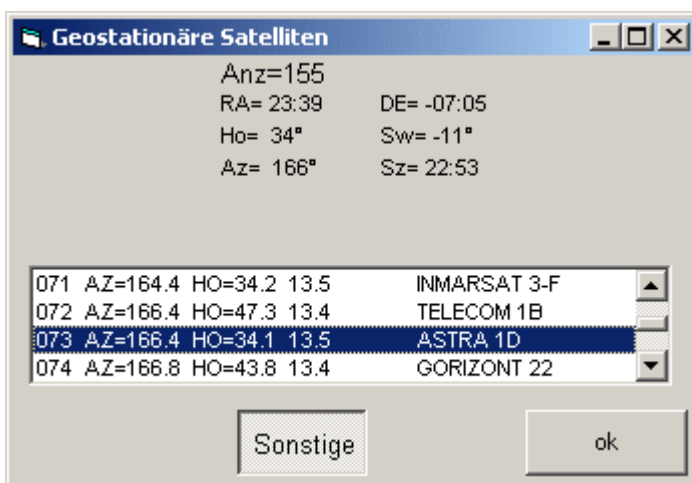 Geostationäre Satelliten
Anz=155
RA= 23:39 DE= -07:05
Ho= 34° Sw= -11°
Az= 166° Sz= 22:53
071 AZ=164.4 HO=34.2 13.5 INMARSAT 3-F
072 AZ=166.4 HO=47.3 13.4 TELECOM 1B
073 AZ=166.4 HO=34.1 13.5 ASTRA 1D
074 AZ=166.8 HO=43.8 13.4 GORIZONT 22
Sonstige ok